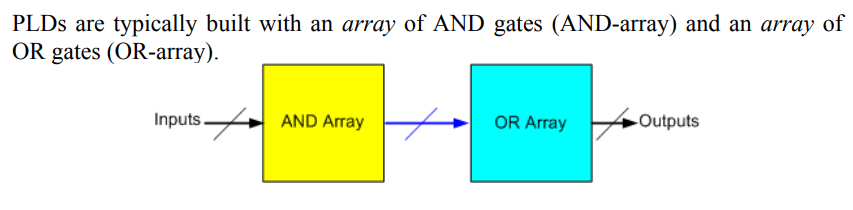 PLDs are typically built with an array of AND gates (AND-array) and an array of
OR gates (OR-array).
Inputs
AND Array
OR Array
Outputs